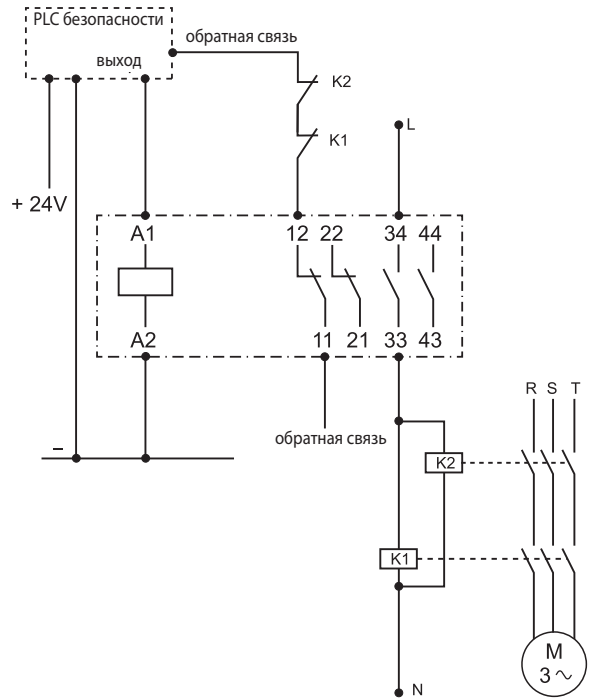 PLC безопасности
обратная связь
выход
K2
K1
L
+ 24V
A1
12 22
34 44
A2
11 21
33 43
R S T
обратная связь
–
K2
K1
M
3 ~
N